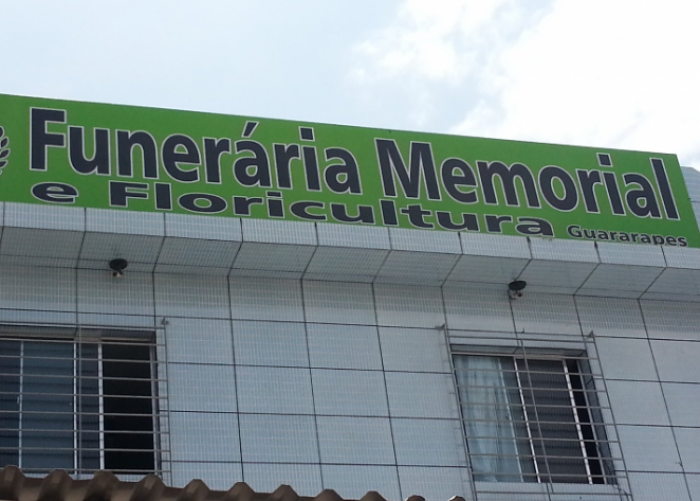 Funerária Memorial
e Floricultura Guararapes